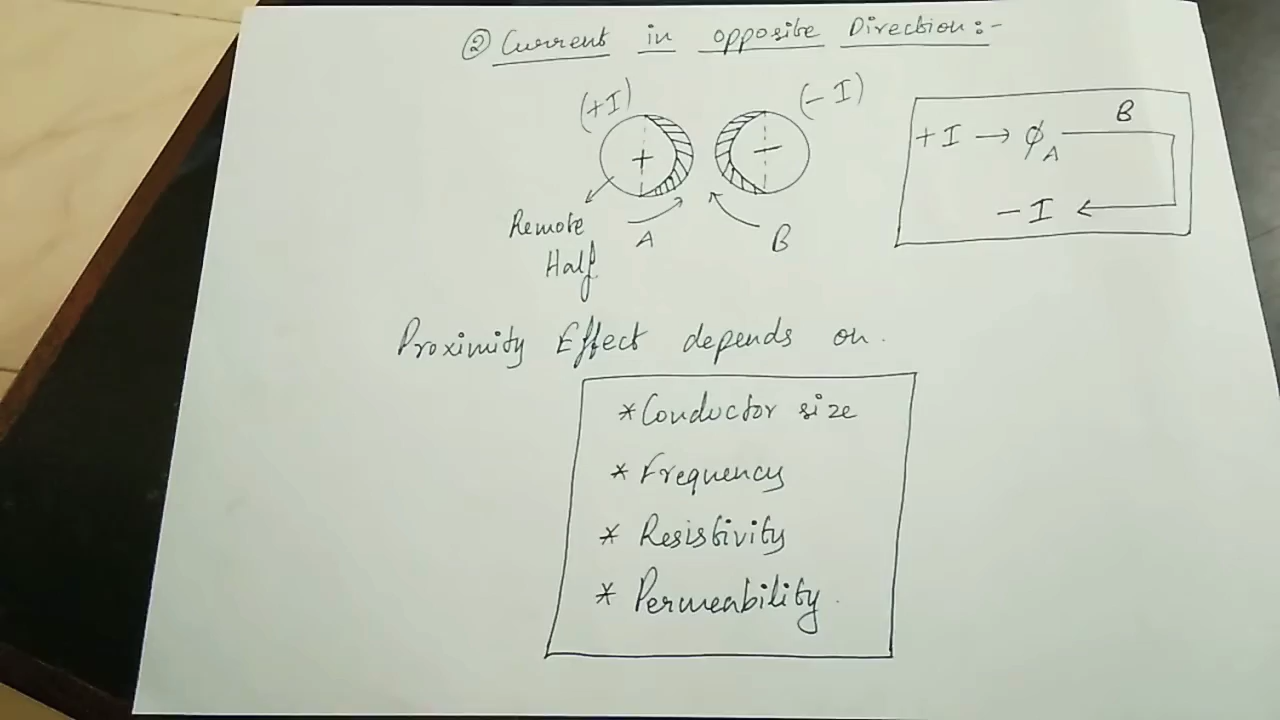 ② Current in opposite Direction:-
(+I) (-I)
+ -
Remote Half
A B
+I → ϕA B
-I ←
Proximity Effect depends on.
* Conductor size
* Frequency
* Resistivity
* Permeability.